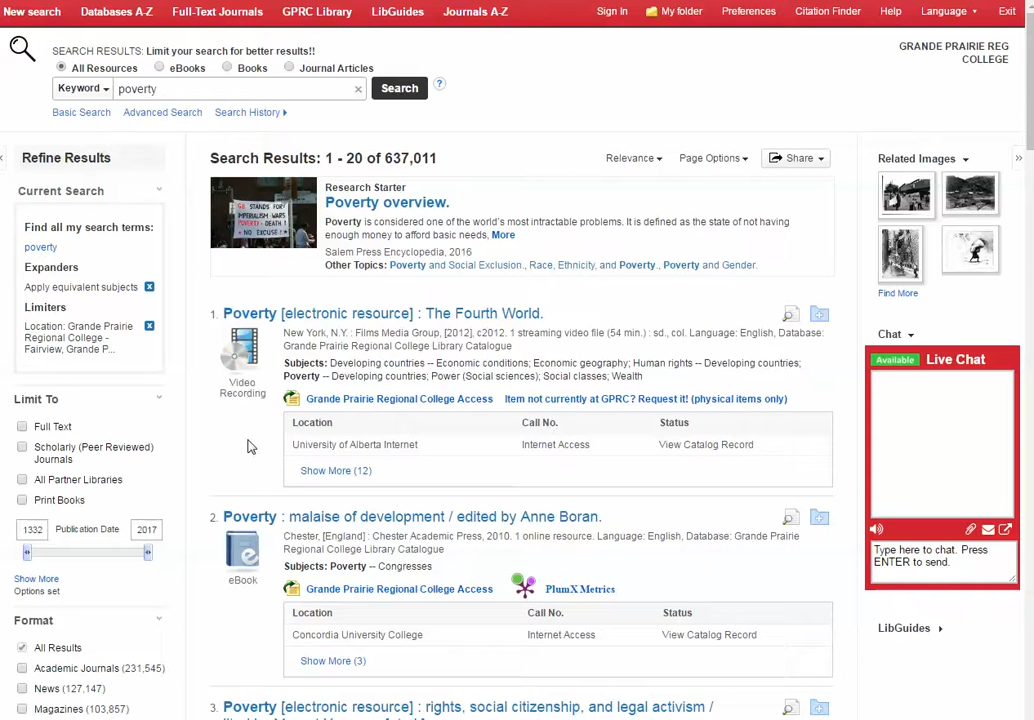 New search Databases A-Z Full-Text Journals GPRC Library LibGuides Journals A-Z Sign In My folder Preferences Citation Finder Help Language Exit
SEARCH RESULTS: Limit your search for better results!!
All Resources eBooks Books Journal Articles
Keyword poverty × Search ?
Basic Search Advanced Search Search History
GRANDE PRAIRIE REG
COLLEGE
Refine Results
Current Search
Find all my search terms:
poverty
Expanders
Apply equivalent subjects
Limiters
Location: Grande Prairie
Regional College -
Fairview, Grande P...
Limit To
Full Text
Scholarly (Peer Reviewed)
Journals
All Partner Libraries
Print Books
1332 Publication Date 2017
Show More
Options set
Format
All Results
Academic Journals (231,545)
News (127,147)
Magazines (103,857)
Search Results: 1 - 20 of 637,011
Relevance Page Options Share
Research Starter
Poverty overview.
Poverty is considered one of the world's most intractable problems. It is defined as the state of not having
enough money to afford basic needs, More
Salem Press Encyclopedia, 2016
Other Topics: Poverty and Social Exclusion., Race, Ethnicity, and Poverty., Poverty and Gender.
1. Poverty [electronic resource] : The Fourth World.
New York, N.Y. : Films Media Group, [2012], c2012. 1 streaming video file (54 min.) : sd., col. Language: English, Database:
Grande Prairie Regional College Library Catalogue
Subjects: Developing countries -- Economic conditions; Economic geography; Human rights -- Developing countries;
Poverty -- Developing countries; Power (Social sciences); Social classes; Wealth
Video
Recording
Grande Prairie Regional College Access Item not currently at GPRC? Request it! (physical items only)
Location Call No. Status
University of Alberta Internet Internet Access View Catalog Record
Show More (12)
2. Poverty : malaise of development / edited by Anne Boran.
Chester, [England] : Chester Academic Press, 2010. 1 online resource. Language: English, Database: Grande
Prairie Regional College Library Catalogue
Subjects: Poverty -- Congresses
eBook
Grande Prairie Regional College Access PlumX Metrics
Location Call No. Status
Concordia University College Internet Access View Catalog Record
Show More (3)
3. Poverty [electronic resource] : rights, social citizenship, and legal activism /
Related Images
Find More
Chat
Available Live Chat
Type here to chat. Press
ENTER to send.
LibGuides